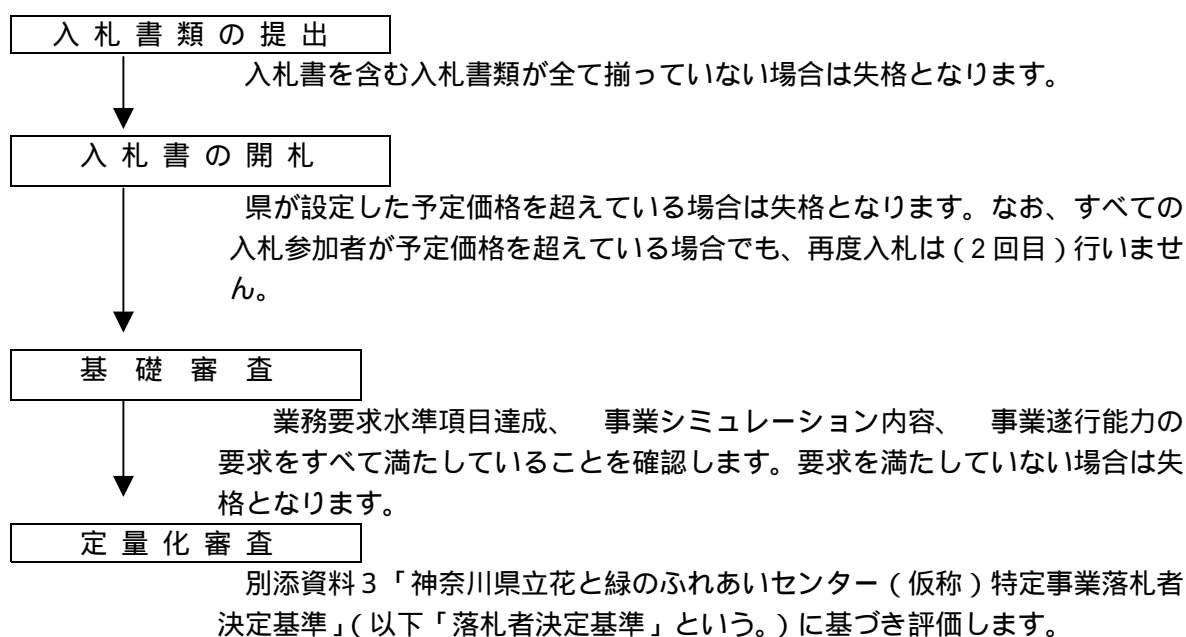 入札書類の提出
入札書を含む入札書類が全て揃っていない場合は失格となります。
入札書の開札
県が設定した予定価格を超えている場合は失格となります。なお、すべての
入札参加者が予定価格を超えている場合でも、再度入札は(2回目)行いませ
ん。
基礎審査
業務要求水準項目達成、　事業シミュレーション内容、　事業遂行能力の
要求をすべて満たしていることを確認します。要求を満たしていない場合は失
格となります。
定量化審査
別添資料3「神奈川県立花と緑のふれあいセンター(仮称)特定事業落札者
決定基準」(以下「落札者決定基準」という。)に基づき評価します。